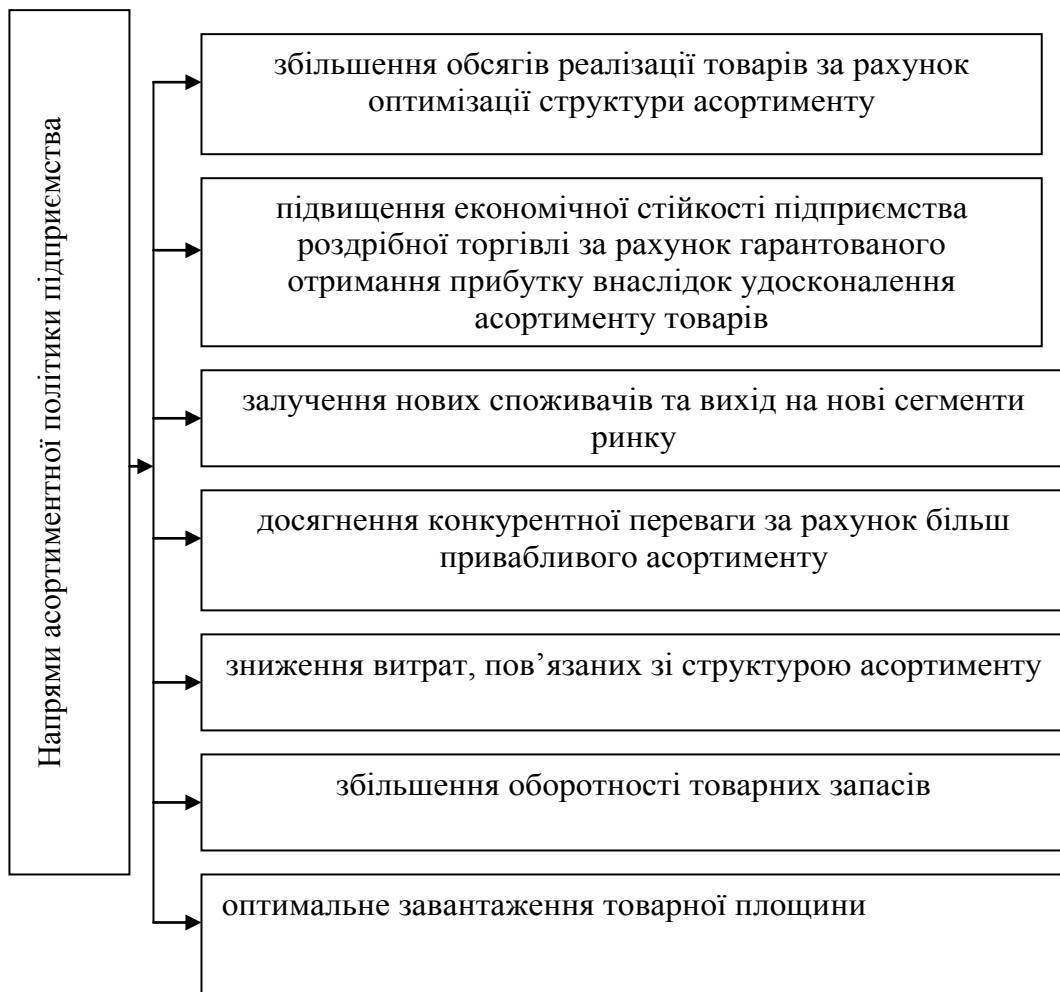 Напрями асортиментної політики підприємства
збільшення обсягів реалізації товарів за рахунок
оптимізації структури асортименту
підвищення економічної стійкості підприємства
роздрібної торгівлі за рахунок гарантованого
отримання прибутку внаслідок удосконалення
асортименту товарів
залучення нових споживачів та вихід на нові сегменти
ринку
досягнення конкурентної переваги за рахунок більш
привабливого асортименту
зниження витрат, пов’язаних зі структурою асортименту
збільшення оборотності товарних запасів
оптимальне завантаження товарної площини